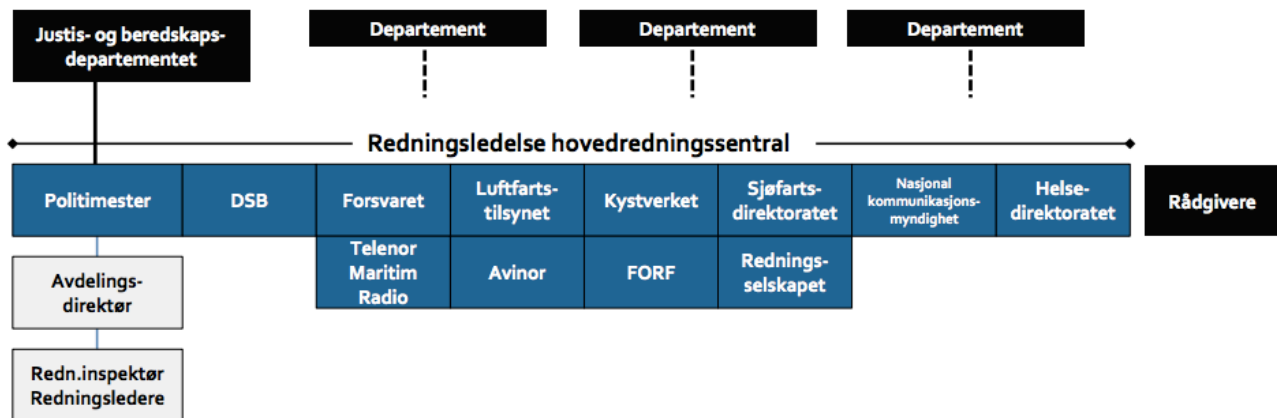 Justis- og beredskaps-
departementet
Departement
Departement
Departement
Redningsledelse hovedredningssentral
Politimester
DSB
Forsvaret
Luftfarts-
tilsynet
Kystverket
Sjøfarts-
direktoratet
Nasjonal
kommunikasjons-
myndighet
Helse-
direktoratet
Rådgivere
Telenor
Maritim
Radio
Avinor
FORF
Rednings-
selskapet
Avdelings-
direktør
Redn.inspektør
Redningsledere